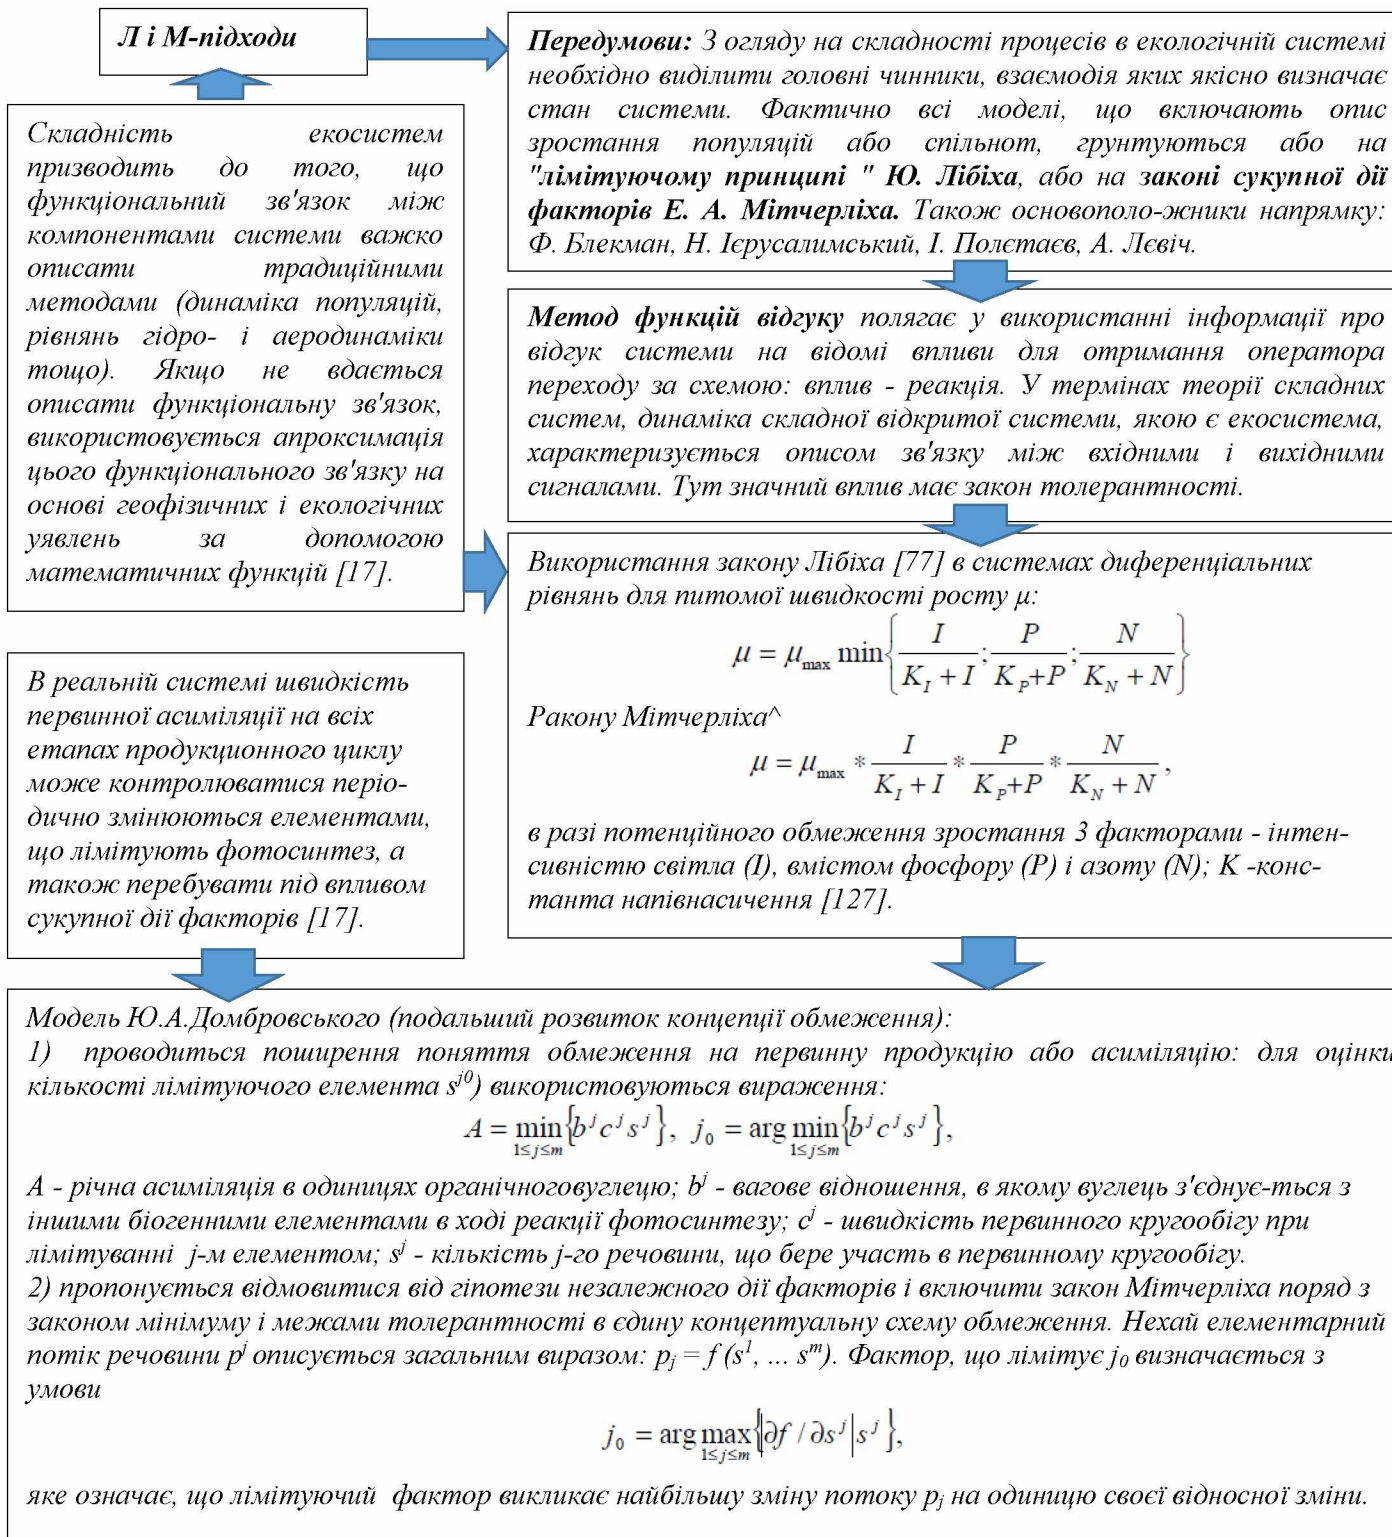 Л і М-підходи
Передумови: З огляду на складності процесів в екологічній системі
необхідно виділити головні чинники, взаємодія яких якісно визначає
стан системи. Фактично всі моделі, що включають опис
зростання популяцій або спільнот, грунтуються або на
"лімітуючому принципі " Ю. Лібіха, або на законі сукупної дії
факторів Е. А. Мітчерліха. Також основополо-жники напрямку:
Ф. Блекман, Н. Ієрусалимський, І. Полєтаєв, А. Лєвіч.
Складність екосистем
призводить до того, що
функціональний зв'язок між
компонентами системи важко
описати традиційними
методами (динаміка популяцій,
рівнянь гідро- і аеродинаміки
тощо). Якщо не вдається
описати функціональну зв'язок,
використовується апроксимація
цього функціонального зв'язку на
основі геофізичних і екологічних
уявлень за допомогою
математичних функцій [17].
Метод функцій відгуку полягає у використанні інформації про
відгук системи на відомі впливи для отримання оператора
переходу за схемою: вплив - реакція. У термінах теорії складних
систем, динаміка складної відкритої системи, якою є екосистема,
характеризується описом зв'язку між вхідними і вихідними
сигналами. Тут значний вплив має закон толерантності.
Використання закону Лібіха [77] в системах диференціальних
рівнянь для питомої швидкості росту μ:
μ = μ_max min{I/(K_I + I); P/(K_P+P); N/(K_N + N)}
Ракону Мітчерліха^
μ = μ_max * I/(K_I + I) * P/(K_P+P) * N/(K_N + N),
в разі потенційного обмеження зростання 3 факторами - інтен-
сивністю світла (I), вмістом фосфору (P) і азоту (N); K -конс-
танта напівнасичення [127].
В реальній системі швидкість
первинної асиміляції на всіх
етапах продукционного циклу
може контролюватися періо-
дично змінюються елементами,
що лімітують фотосинтез, а
також перебувати під впливом
сукупної дії факторів [17].
Модель Ю.А.Домбровського (подальший розвиток концепції обмеження):
1) проводиться поширення поняття обмеження на первинну продукцію або асиміляцію: для оцінки
кількості лімітуючого елемента s^j0) використовуються вираження:
A = min_{1≤j≤m}{b^j c^j s^j}, j_0 = arg min_{1≤j≤m}{b^j c^j s^j},
A - річна асиміляція в одиницях органічноговуглецю; b^j - вагове відношення, в якому вуглець з'єднує-ться з
іншими біогенними елементами в ході реакції фотосинтезу; c^j - швидкість первинного кругообігу при
лімітуванні j-м елементом; s^j - кількість j-го речовини, що бере участь в первинному кругообігу.
2) пропонується відмовитися від гіпотези незалежного дії факторів і включити закон Мітчерліха поряд з
законом мінімуму і межами толерантності в єдину концептуальну схему обмеження. Нехай елементарний
потік речовини p^j описується загальним виразом: p_j = f (s^1, ... s^m). Фактор, що лімітує j_0 визначається з
умови
j_0 = arg max_{1≤j≤m}{|∂f / ∂s^j| s^j},
яке означає, що лімітуючий фактор викликає найбільшу зміну потоку p_j на одиницю своєї відносної зміни.